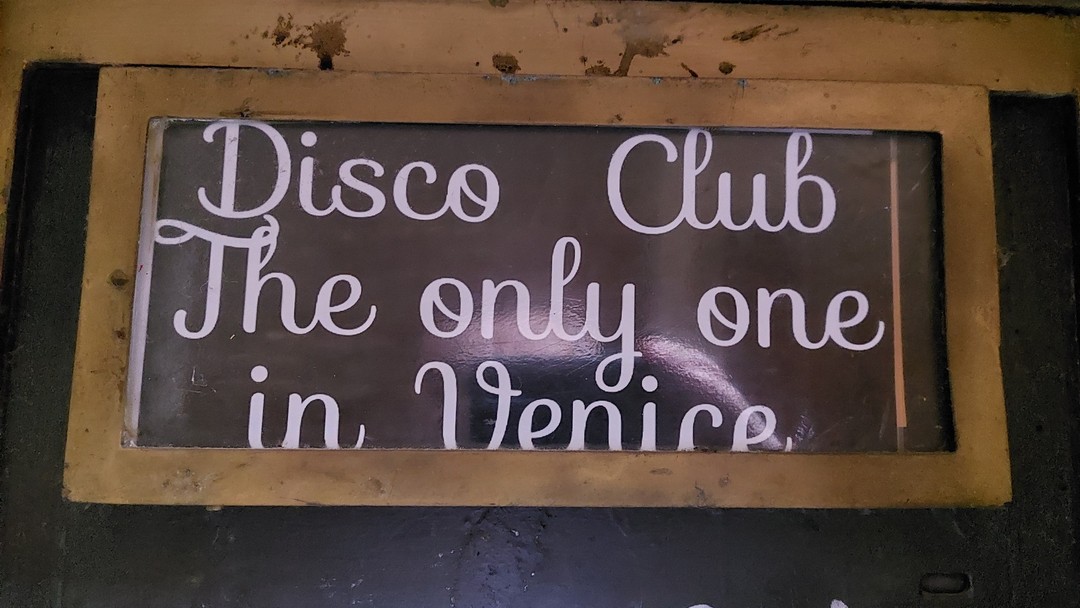 Disco Club
The only one
in Venice